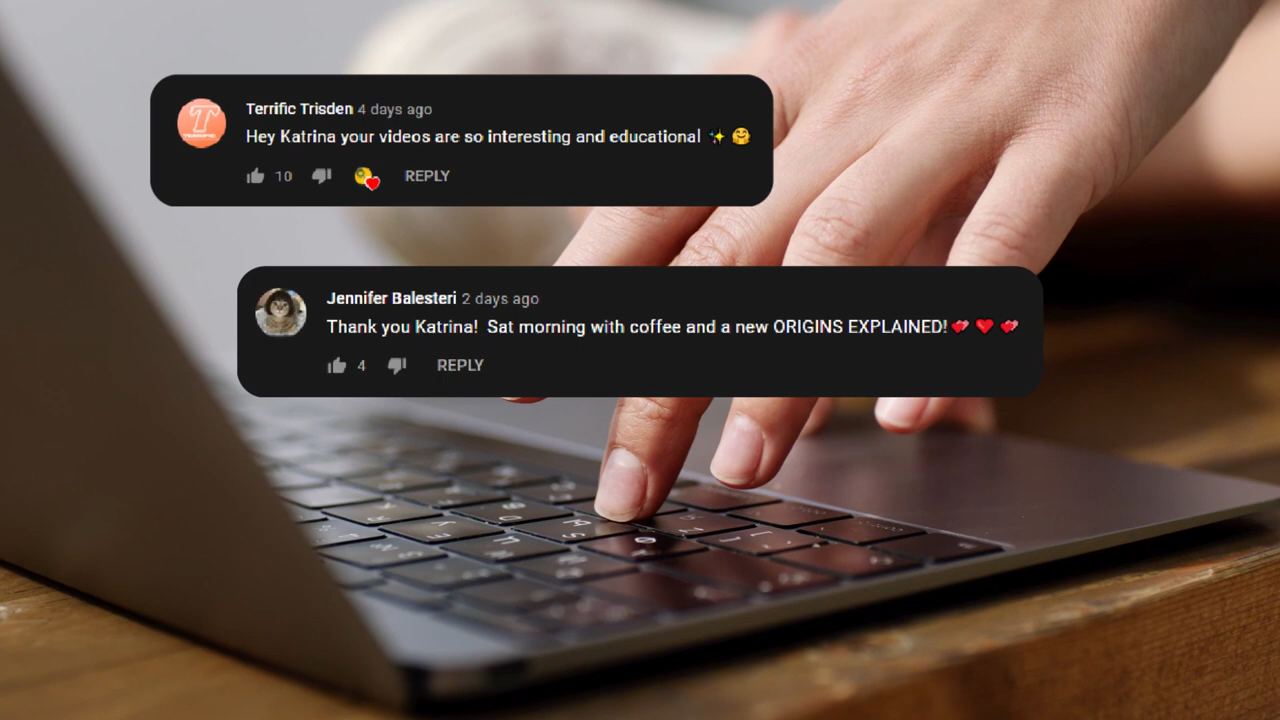 Terrific Trisden 4 days ago
Hey Katrina your videos are so interesting and educational ✨ 🤗
10 REPLY
Jennifer Balesteri 2 days ago
Thank you Katrina!  Sat morning with coffee and a new ORIGINS EXPLAINED!💕 ❤️ 💕
4 REPLY